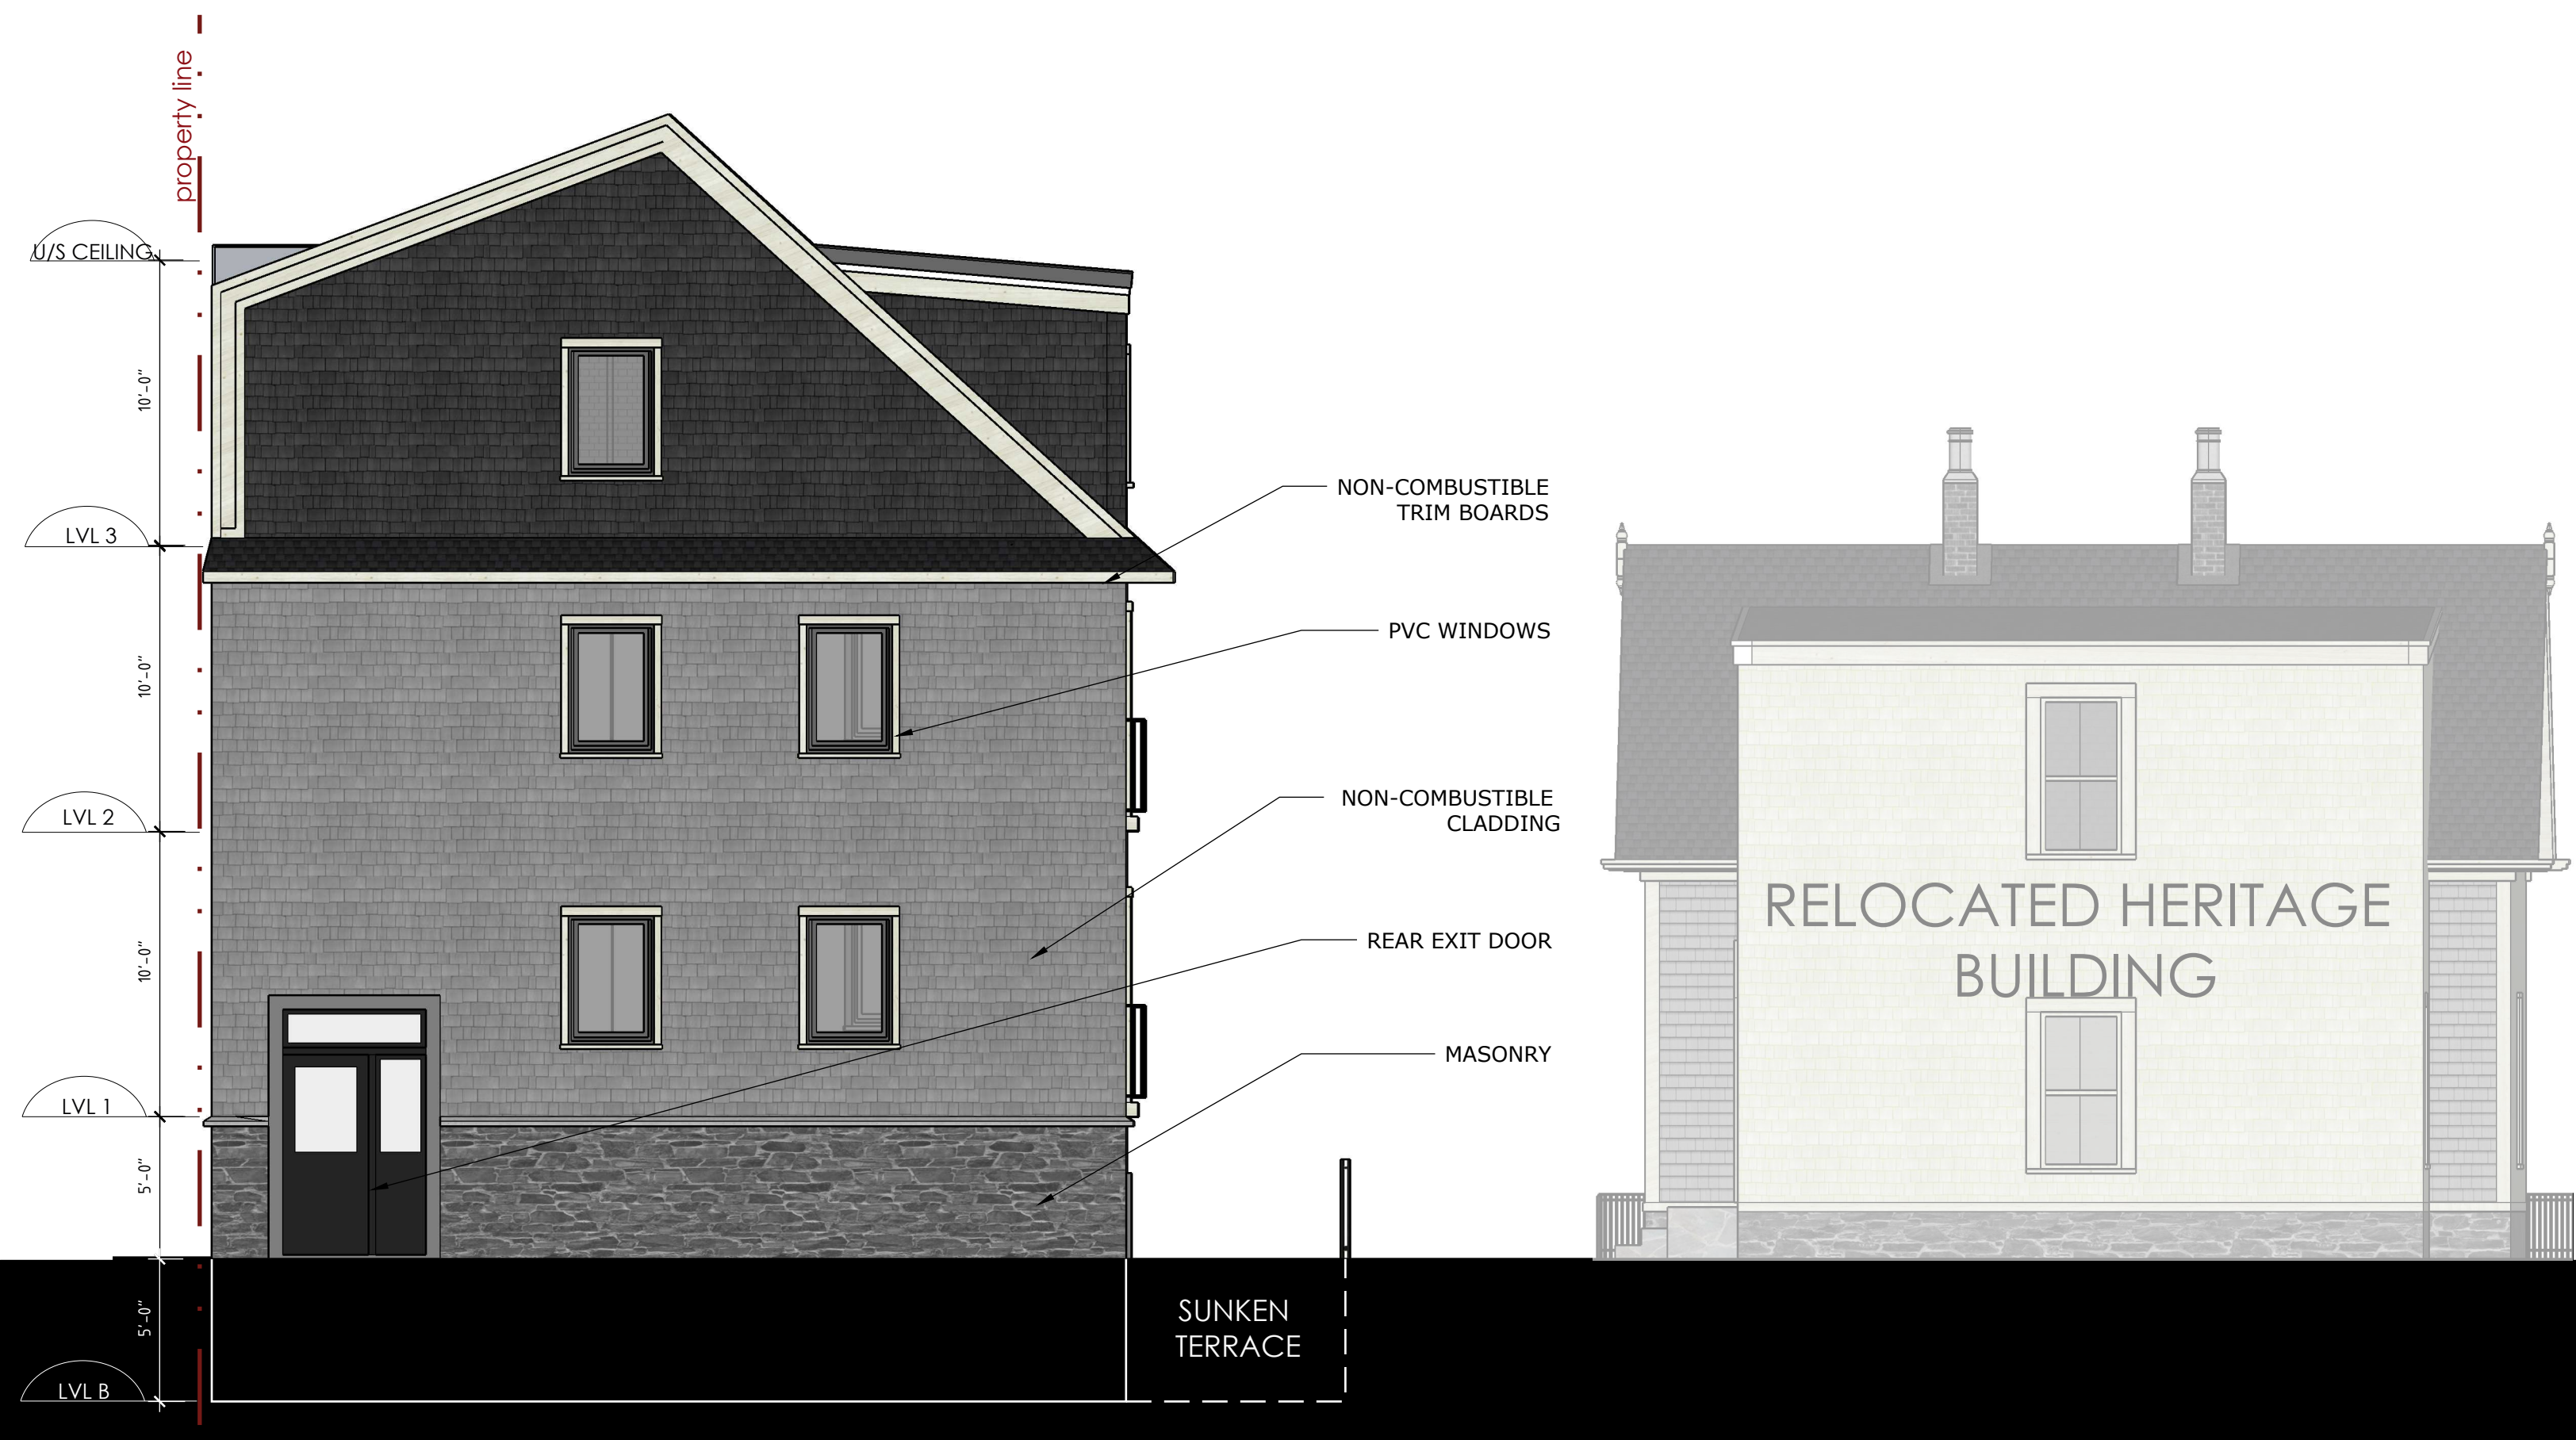 property line
U/S CEILING
10'-0"
LVL 3
10'-0"
LVL 2
10'-0"
LVL 1
5'-0"
5'-0"
LVL B
NON-COMBUSTIBLE
TRIM BOARDS
PVC WINDOWS
NON-COMBUSTIBLE
CLADDING
REAR EXIT DOOR
MASONRY
SUNKEN
TERRACE
RELOCATED HERITAGE
BUILDING